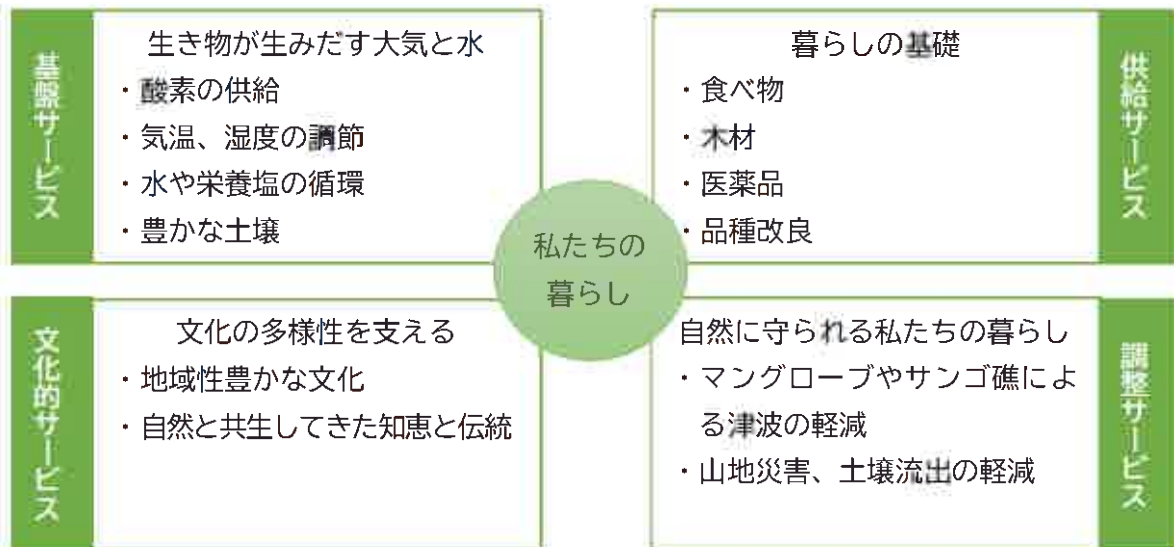 基盤サービス
生き物が生みだす大気と水
・酸素の供給
・気温、湿度の調節
・水や栄養塩の循環
・豊かな土壌
暮らしの基礎
・食べ物
・木材
・医薬品
・品種改良
供給サービス
私たちの
暮らし
文化的サービス
文化の多様性を支える
・地域性豊かな文化
・自然と共生してきた知恵と伝統
自然に守られる私たちの暮らし
・マングローブやサンゴ礁によ
る津波の軽減
・山地災害、土壌流出の軽減
調整サービス